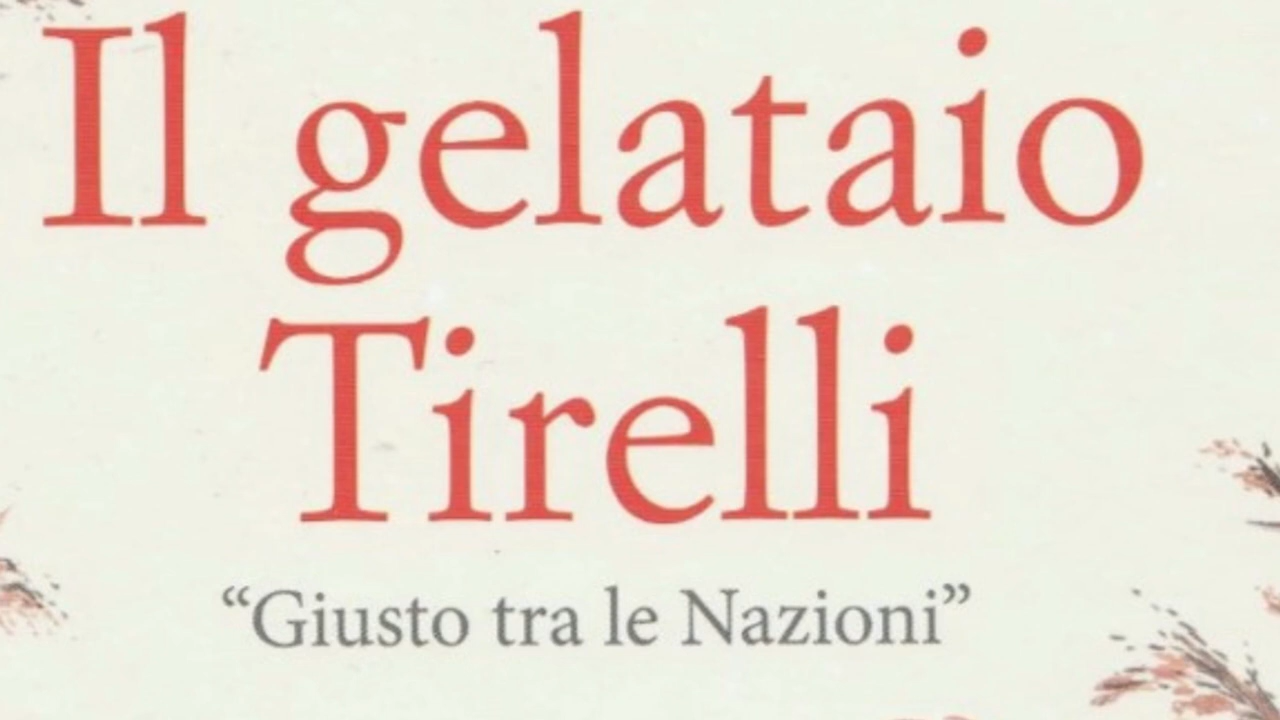 Il gelataio
Tirelli
“Giusto tra le Nazioni”